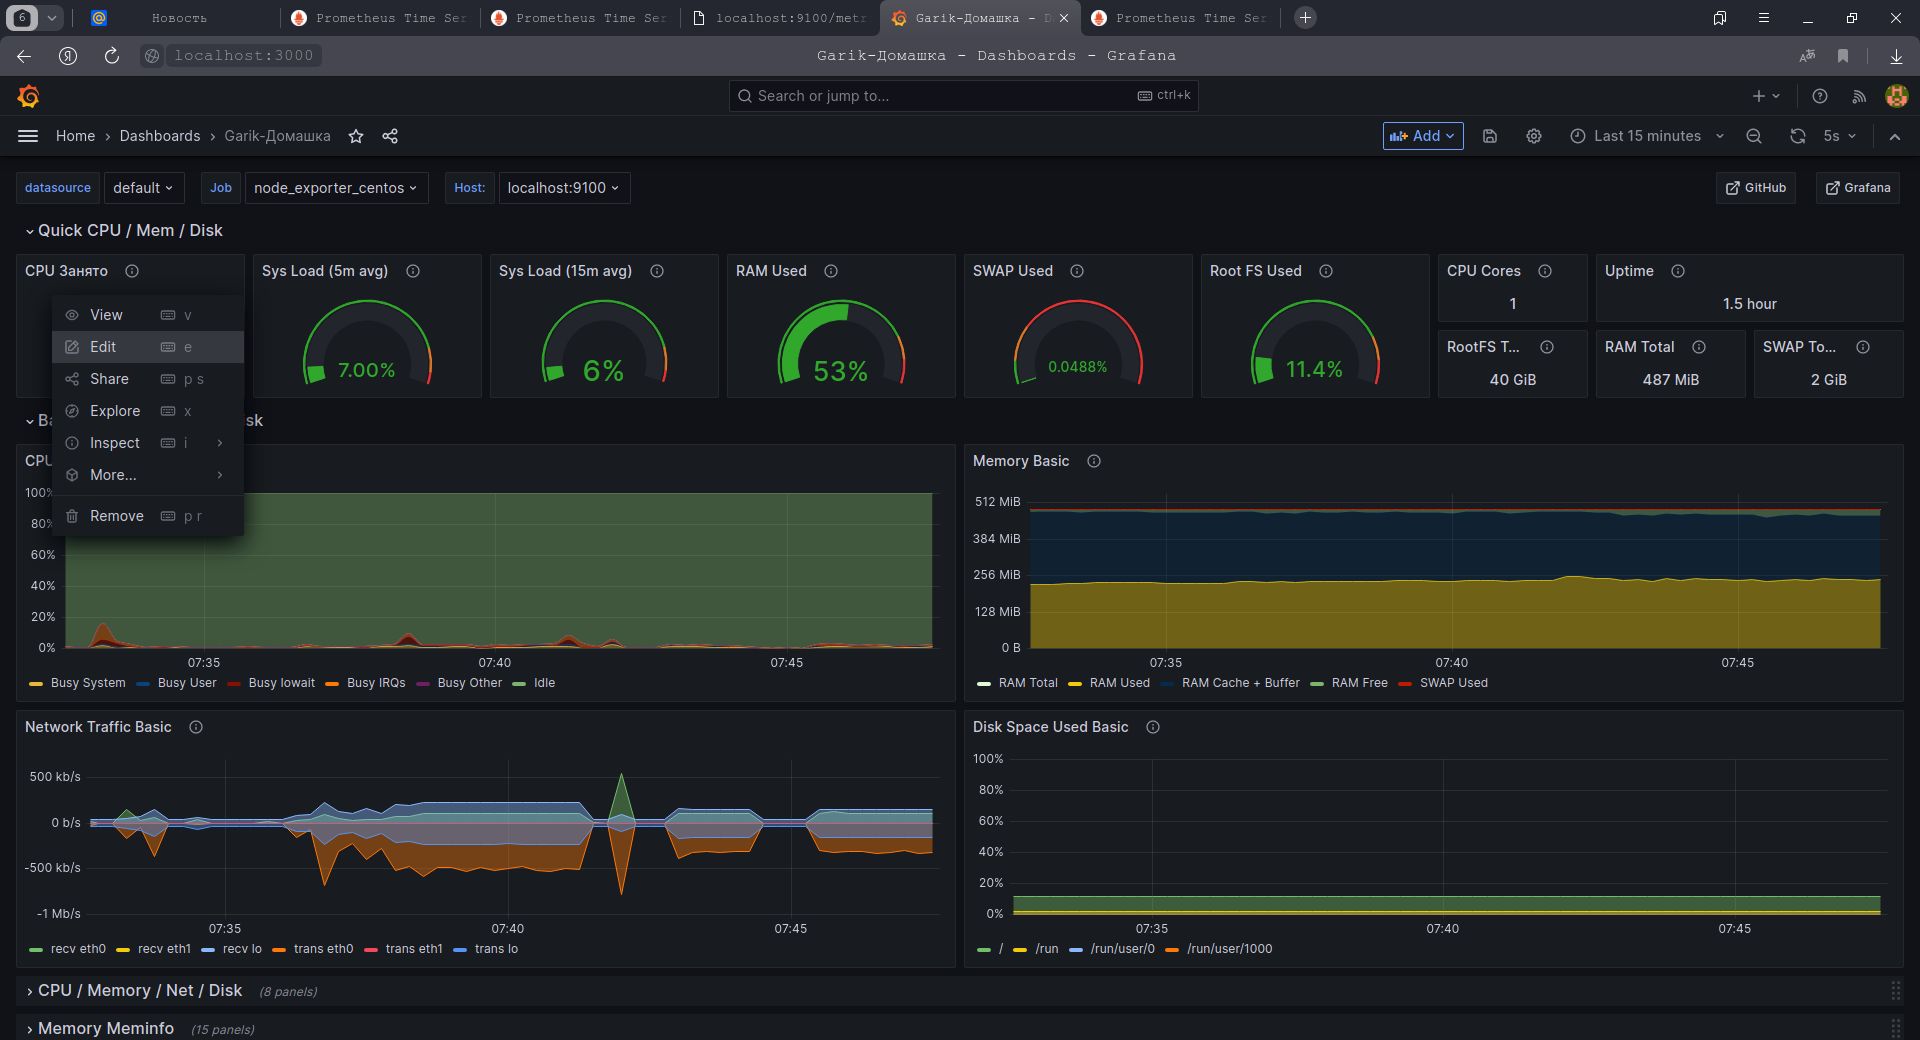 6
Новость
Prometheus Time Ser
Prometheus Time Ser
localhost:9100/metr
Garik-Домашка - D
Prometheus Time Ser
localhost:3000
Garik-Домашка - Dashboards - Grafana
Search or jump to...
ctrl+k
Home › Dashboards › Garik-Домашка
Add
Last 15 minutes
5s
datasource
default
Job
node_exporter_centos
Host:
localhost:9100
GitHub
Grafana
Quick CPU / Mem / Disk
CPU Занято
Sys Load (5m avg)
7.00%
Sys Load (15m avg)
6%
RAM Used
53%
SWAP Used
0.0488%
Root FS Used
11.4%
CPU Cores
1
Uptime
1.5 hour
RootFS T...
40 GiB
RAM Total
487 MiB
SWAP To...
2 GiB
View v
Edit e
Share p s
Explore x
Inspect i
More...
Remove p r
Ba
sk
CPU
100%
80%
60%
40%
20%
0%
07:35
07:40
07:45
Busy System
Busy User
Busy Iowait
Busy IRQs
Busy Other
Idle
Memory Basic
512 MiB
384 MiB
256 MiB
128 MiB
0 B
07:35
07:40
07:45
RAM Total
RAM Used
RAM Cache + Buffer
RAM Free
SWAP Used
Network Traffic Basic
500 kb/s
0 b/s
-500 kb/s
-1 Mb/s
07:35
07:40
07:45
recv eth0
recv eth1
recv lo
trans eth0
trans eth1
trans lo
Disk Space Used Basic
100%
80%
60%
40%
20%
0%
07:35
07:40
07:45
/
/run
/run/user/0
/run/user/1000
CPU / Memory / Net / Disk (8 panels)
Memory Meminfo (15 panels)